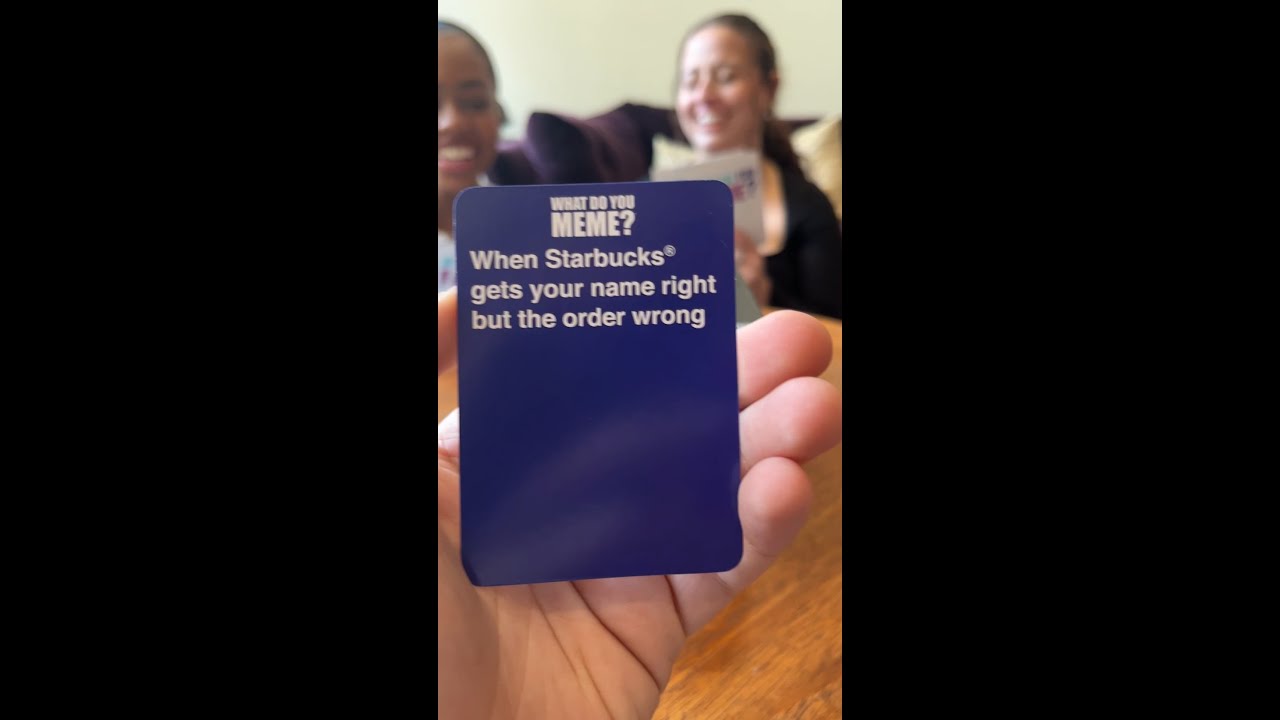 WHAT DO YOU
MEME?
When Starbucks®
gets your name right
but the order wrong